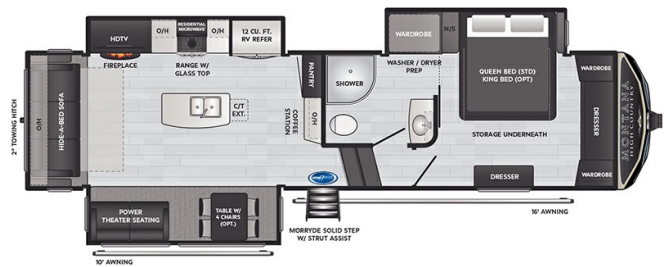 HDTV
FIREPLACE
O/H
RESIDENTIAL
MICROWAVE
O/H
RANGE W/
GLASS TOP
12 CU. FT.
RV REFER
PANTRY
WARDROBE
N/S
WASHER / DRYER
PREP
SHOWER
QUEEN BED (STD)
KING BED (OPT)
WARDROBE
DRESSER
WARDROBE
MONTANA
HIGH COUNTRY
2" TOWING HITCH
O/H
HIDE-A-BED SOFA
C/T
EXT.
COFFEE
STATION
O/H
STORAGE UNDERNEATH
DRESSER
POWER
THEATER SEATING
TABLE W/
4 CHAIRS
(OPT.)
MORRYDE SOLID STEP
W/ STRUT ASSIST
16' AWNING
10' AWNING